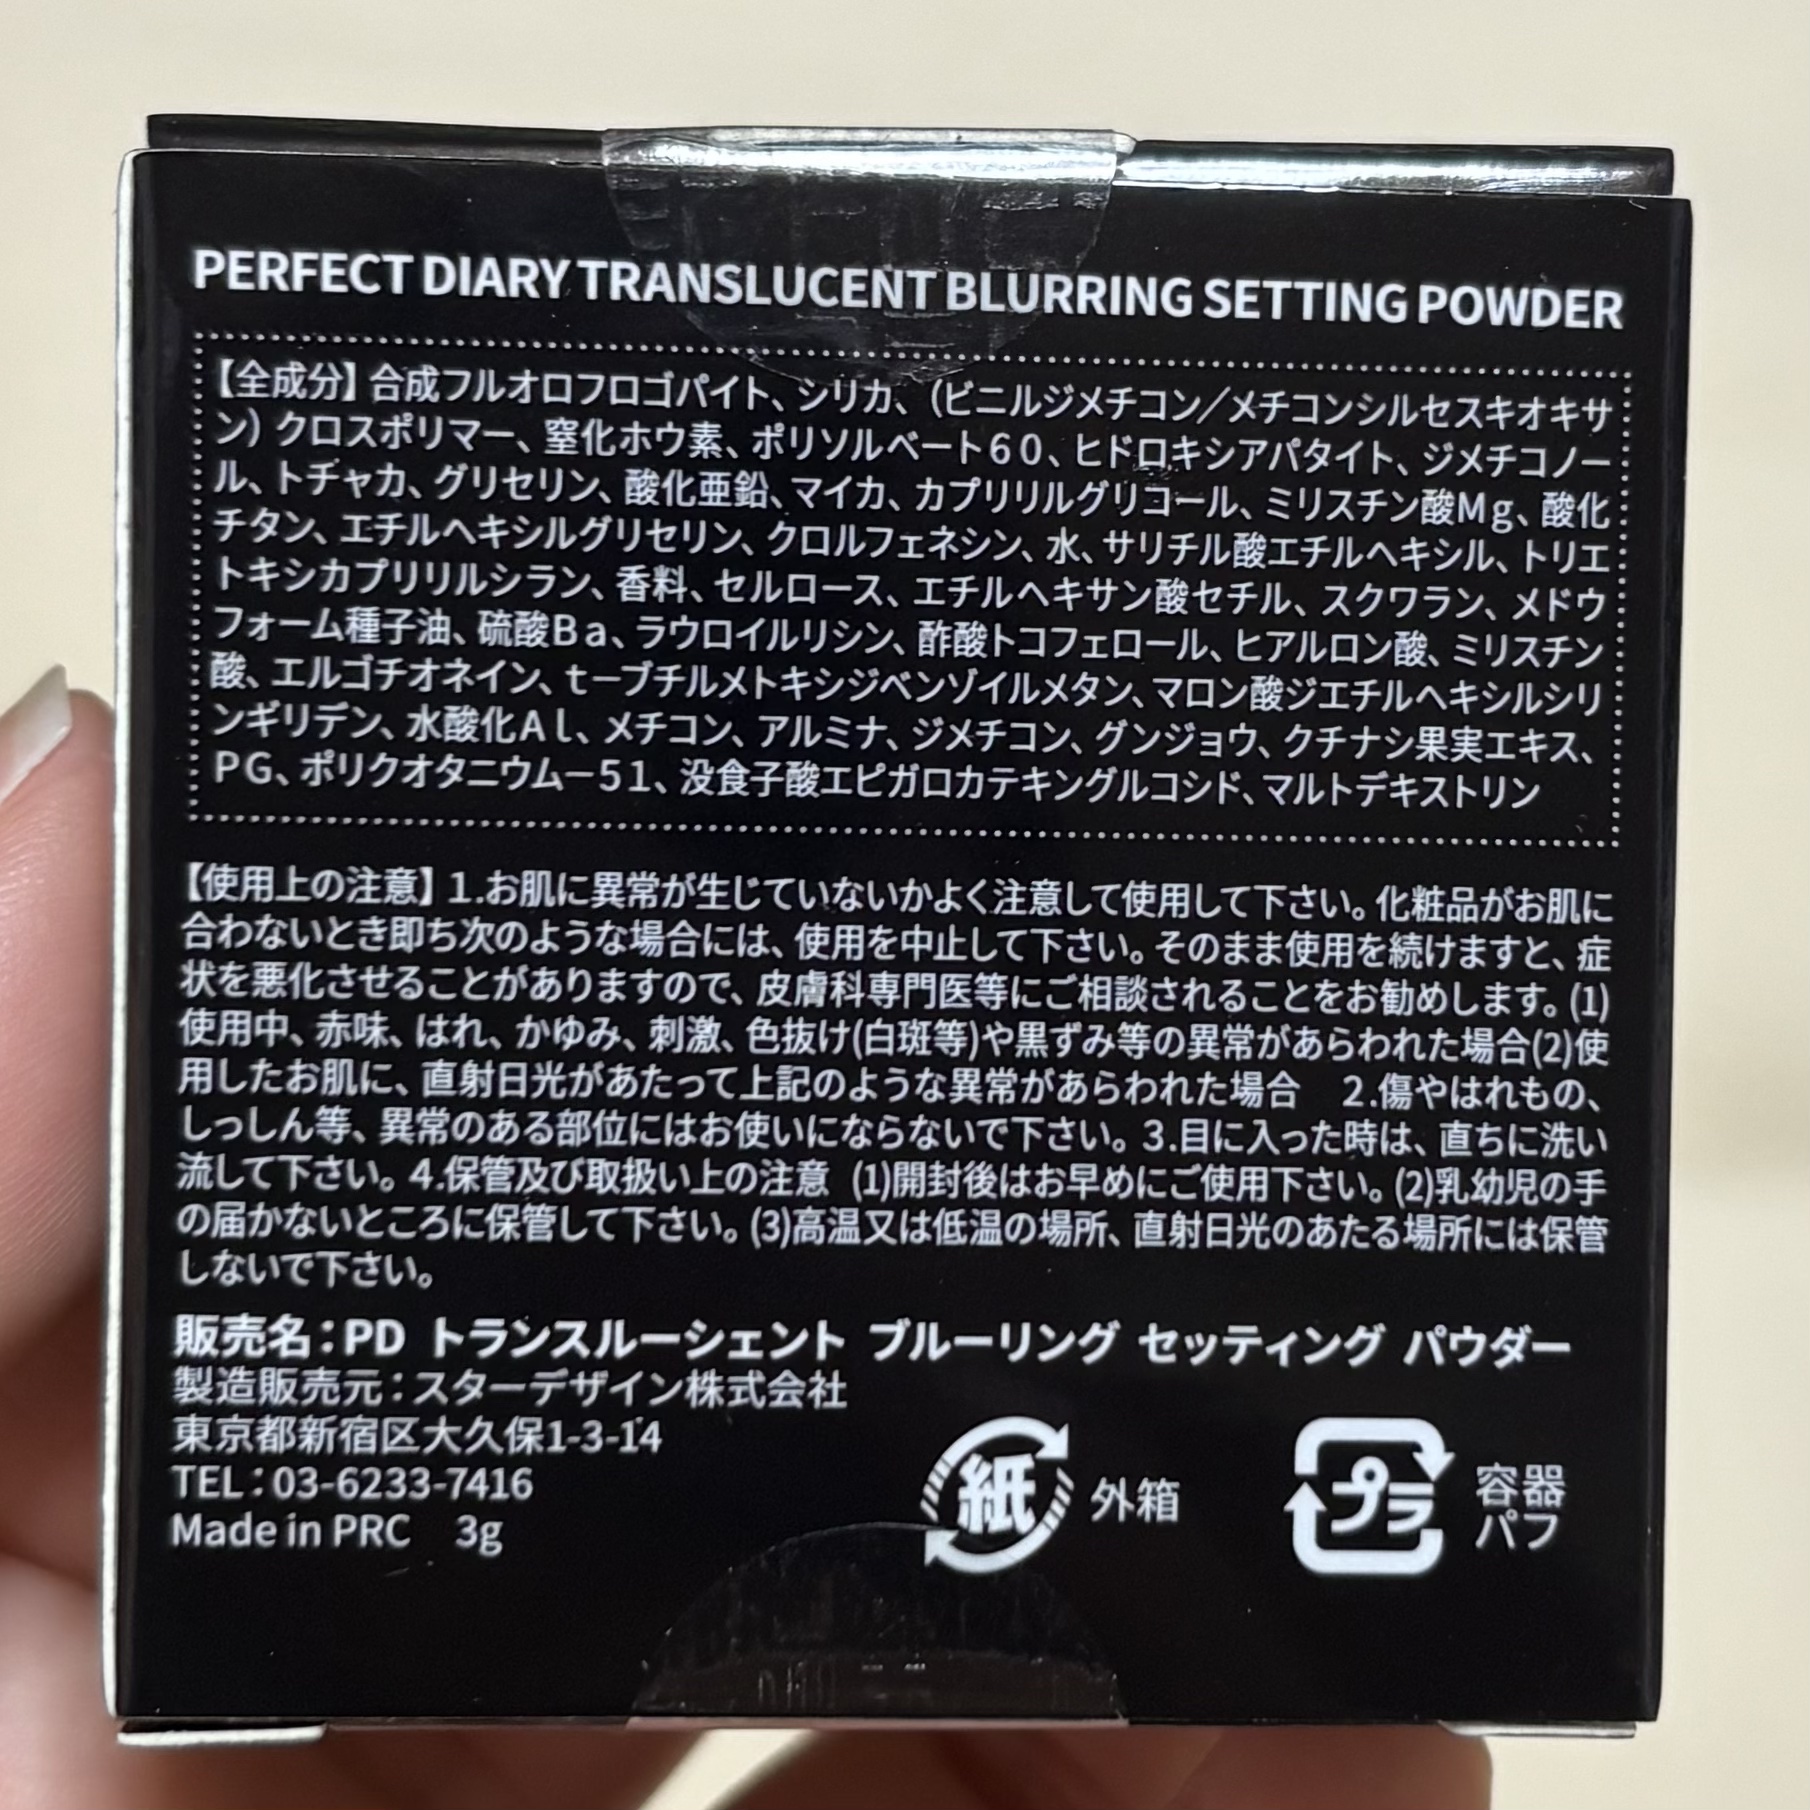 PERFECT DIARY TRANSLUCENT BLURRING SETTING POWDER
【全成分】合成フルオロフロゴパイト、シリカ、(ビニルジメチコン/メチコンシルセスキオキサ
ン)クロスポリマー、窒化ホウ素、ポリソルベート60、ヒドロキシアパタイト、ジメチコノー
ル、トチャカ、グリセリン、酸化亜鉛、マイカ、カプリリルグリコール、ミリスチン酸Mg、酸化
チタン、エチルヘキシルグリセリン、クロルフェネシン、水、サリチル酸エチルヘキシル、トリエ
トキシカプリリルシラン、香料、セルロース、エチルヘキサン酸セチル、スクワラン、メドウ
フォーム種子油、硫酸Ba、ラウロイルリシン、酢酸トコフェロール、ヒアルロン酸、ミリスチン
酸、エルゴチオネイン、t-ブチルメトキシジベンゾイルメタン、マロン酸ジエチルヘキシルシリ
ンギリデン、水酸化Al、メチコン、アルミナ、ジメチコン、グンジョウ、クチナシ果実エキス、
PG、ポリクオタニウム-51、没食子酸エピガロカテキングルコシド、マルトデキストリン
【使用上の注意】1.お肌に異常が生じていないかよく注意して使用して下さい。化粧品がお肌に
合わないとき即ち次のような場合には、使用を中止して下さい。そのまま使用を続けますと、症
状を悪化させることがありますので、皮膚科専門医等にご相談されることをお勧めします。(1)
使用中、赤味、はれ、かゆみ、刺激、色抜け(白斑等)や黒ずみ等の異常があらわれた場合(2)使
用したお肌に、直射日光があたって上記のような異常があらわれた場合 2.傷やはれもの、
しっしん等、異常のある部位にはお使いにならないで下さい。3.目に入った時は、直ちに洗い
流して下さい。4.保管及び取扱い上の注意 (1)開封後はお早めにご使用下さい。(2)乳幼児の手
の届かないところに保管して下さい。(3)高温又は低温の場所、直射日光のあたる場所には保管
しないで下さい。
販売名:PD トランスルーシェント ブルーリング セッティング パウダー
製造販売元:スターデザイン株式会社
東京都新宿区大久保1-3-14
TEL:03-6233-7416
Made in PRC 3g
紙 外箱
プラ 容器
パフ